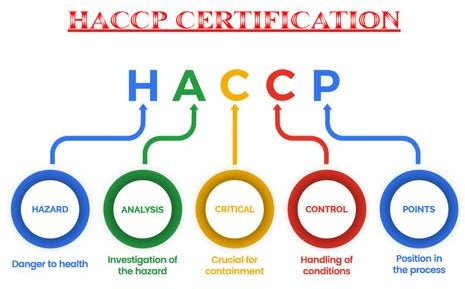 HACCP CERTIFICATION
HACCP
HAZARD
ANALYSIS
CRITICAL
CONTROL
POINTS
Danger to health
Investigation of
the hazard
Crucial for
containment
Handling of
conditions
Position in
the process